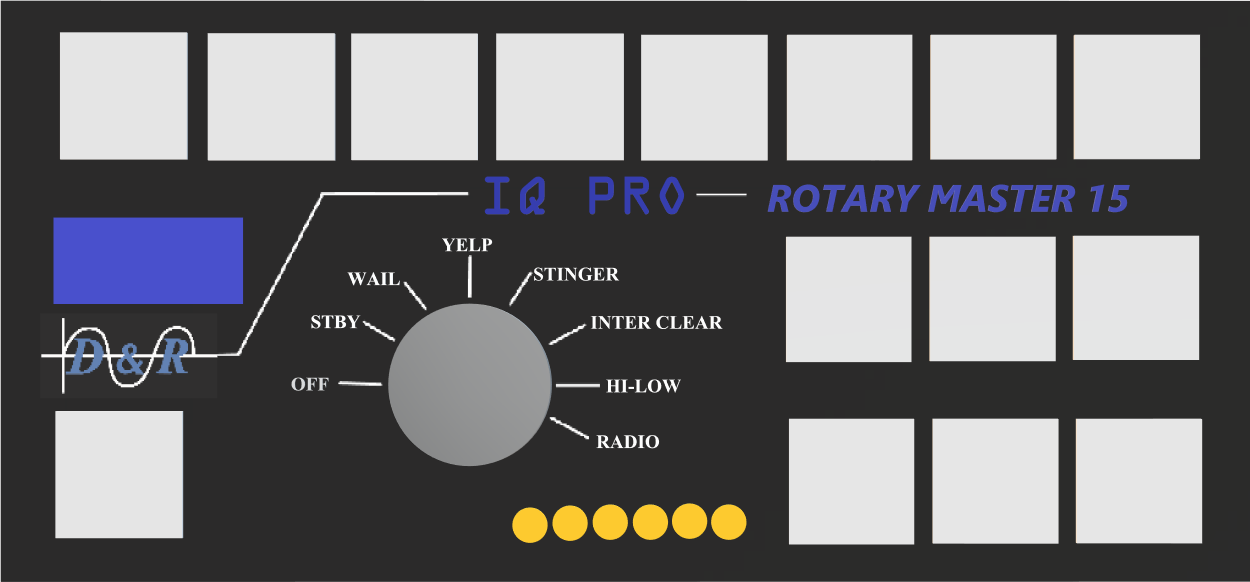 IQ PRO
ROTARY MASTER 15
YELP
WAIL
STINGER
STBY
INTER CLEAR
D & R
OFF
HI-LOW
RADIO